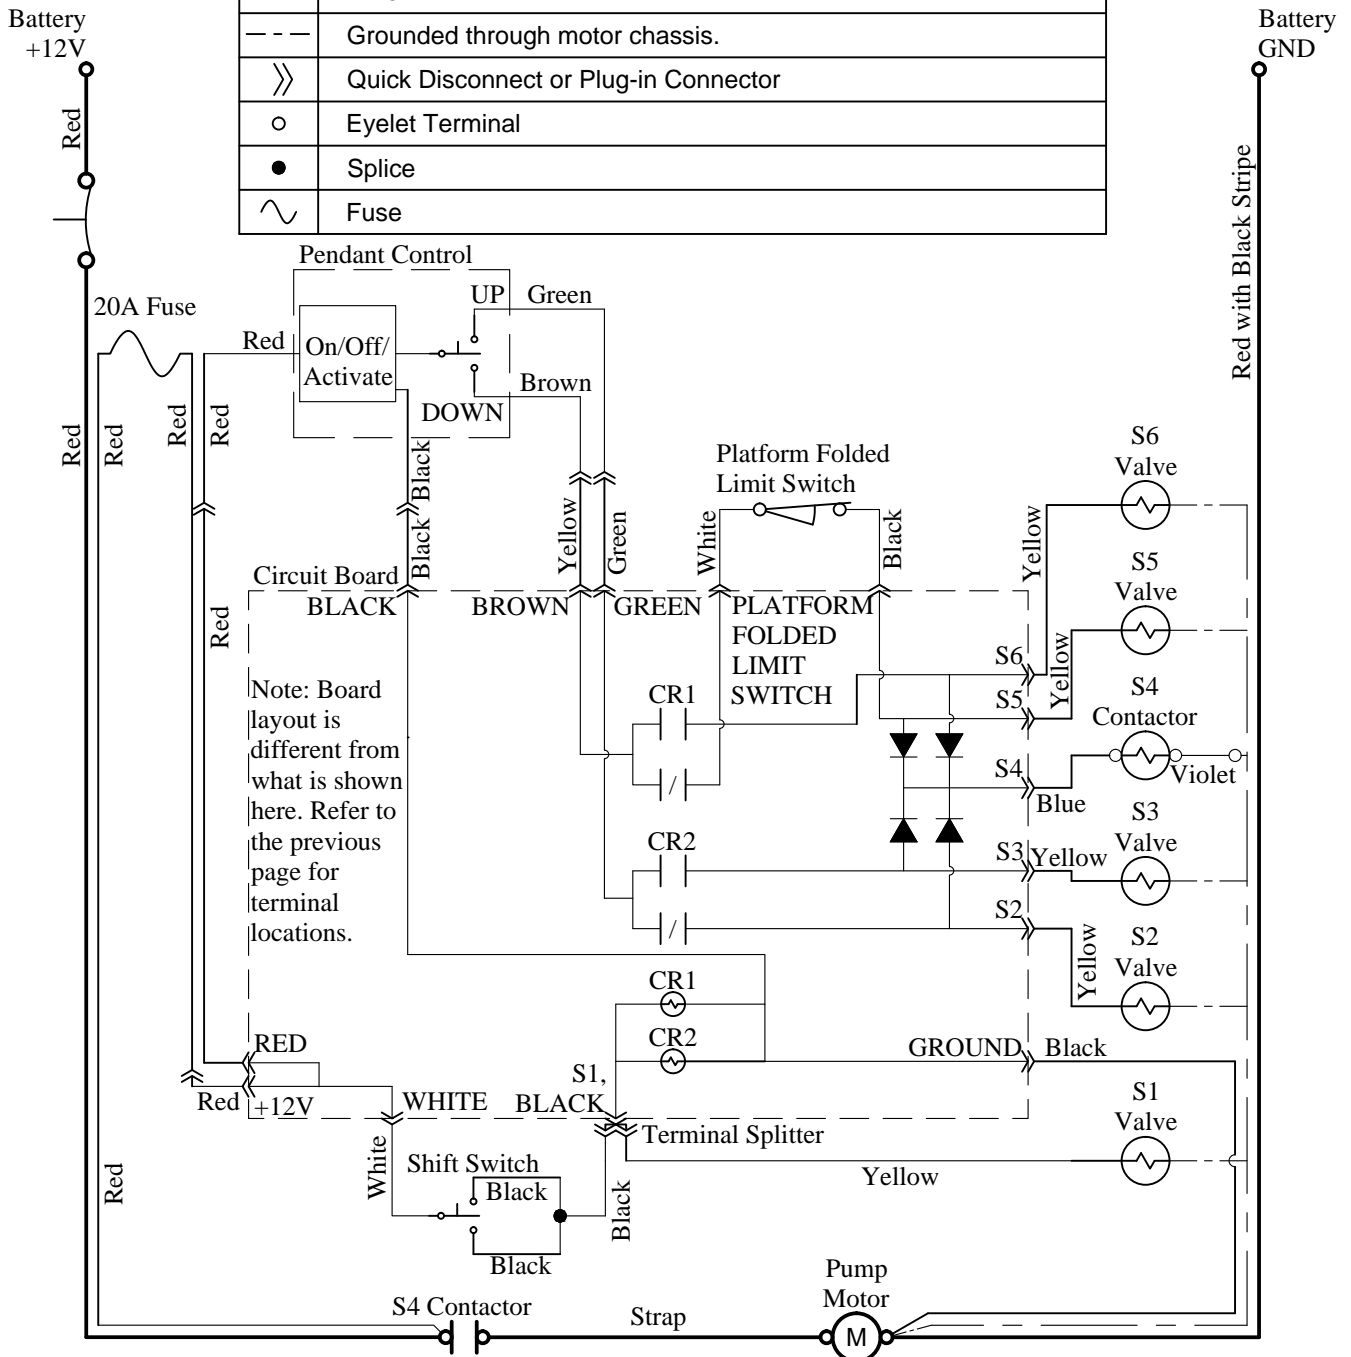 Battery
+12V
Battery
GND
Grounded through motor chassis.
Quick Disconnect or Plug-in Connector
Eyelet Terminal
Splice
Fuse
Red
Red with Black Stripe
Pendant Control
20A Fuse
UP
Green
Red
On/Off/
Activate
Brown
DOWN
Red
Red
Red
Red
Black
Black
Yellow
Green
Platform Folded
Limit Switch
White
Black
S6
Valve
Yellow
S5
Valve
Yellow
Circuit Board
BLACK
BROWN
GREEN
PLATFORM
FOLDED
LIMIT
SWITCH
Red
Note: Board
layout is
different from
what is shown
here. Refer to
the previous
page for
terminal
locations.
CR1
S6
S5
S4
Contactor
S4
Blue
Violet
CR2
S3
Yellow
S3
Valve
S2
Yellow
S2
Valve
CR1
CR2
GROUND
Black
RED
Red
+12V
WHITE
S1,
BLACK
Terminal Splitter
S1
Valve
Yellow
White
Shift Switch
Black
Black
Black
Red
S4 Contactor
Strap
Pump
Motor
M